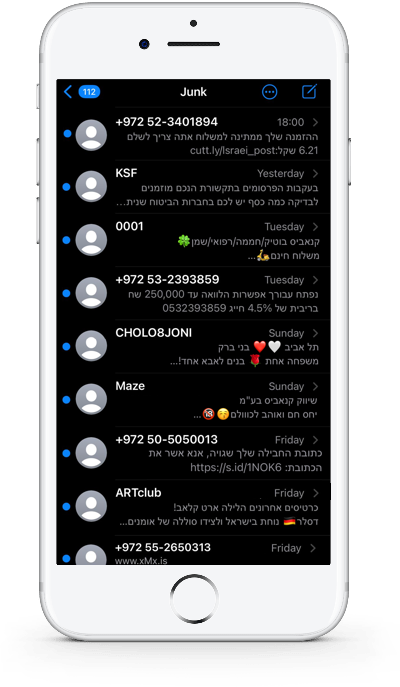 112
Junk
+972 52-3401894
18:00
ההזמנה שלך ממתינה למשלוח אתה צריך לשלם
6.21 שקל:cutt.ly/Israei_post
KSF
Yesterday
בעקבות הפרסומים בתקשורת הנכם מוזמנים
לבדיקה כמה כסף יש לכם בחברות הביטוח שנית...
0001
Tuesday
קנאביס בוטיק/חממה/רפואי/שמן🍀
משלוח חינם🛵...
+972 53-2393859
Tuesday
נפתח עבורך אפשרות הלוואה עד 250,000 שח
בריבית של 4.5% חייג 0532393859
CHOLO8JONI
Sunday
תל אביב 🤍 ❤️ בני ברק
משפחה אחת 🌹 בנים לאבא אחד!...
Maze
Sunday
שיווק קנאביס בע"מ
יחס חם ואוהב לכווולם😚🔞...
+972 50-5050013
Friday
כתובת החבילה שלך שגויה, אנא אשר את
הכתובת: https://s.id/1NOK6
ARTclub
Friday
כרטיסים אחרונים הלילה ארט קלאב!
דסלר🇩🇪 נוחת בישראל ולצידו סוללה של אומנים...
+972 55-2650313
Friday
www.xMx.is